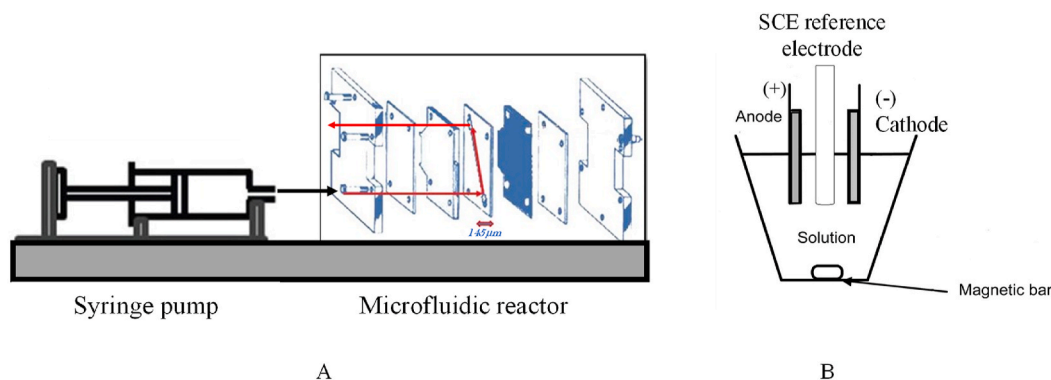 145µm
Syringe pump
Microfluidic reactor
A
SCE reference
electrode
(+)
Anode
(-)
Cathode
Solution
Magnetic bar
B